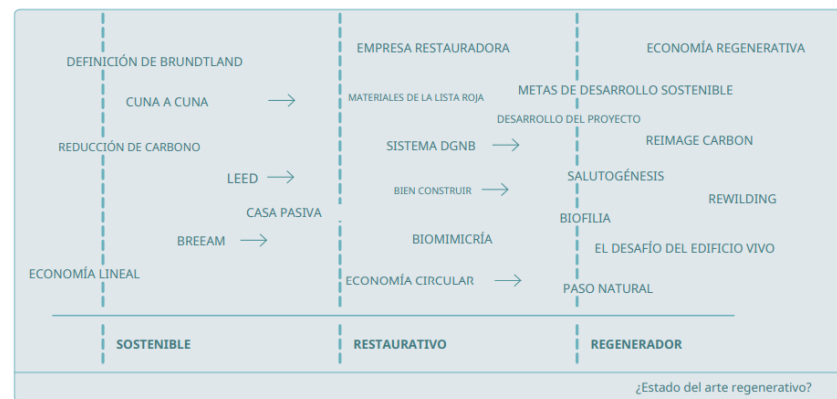 EMPRESA RESTAURADORA
ECONOMÍA REGENERATIVA
DEFINICIÓN DE BRUNDTLAND
METAS DE DESARROLLO SOSTENIBLE
CUNA A CUNA
MATERIALES DE LA LISTA ROJA
DESARROLLO DEL PROYECTO
REDUCCIÓN DE CARBONO
SISTEMA DGNB
REIMAGE CARBON
LEED
SALUTOGÉNESIS
BIEN CONSTRUIR
REWILDING
CASA PASIVA
BIOFILIA
BREEAM
BIOMIMICRÍA
EL DESAFÍO DEL EDIFICIO VIVO
ECONOMÍA LINEAL
ECONOMÍA CIRCULAR
PASO NATURAL
SOSTENIBLE
RESTAURATIVO
REGENERADOR
¿Estado del arte regenerativo?